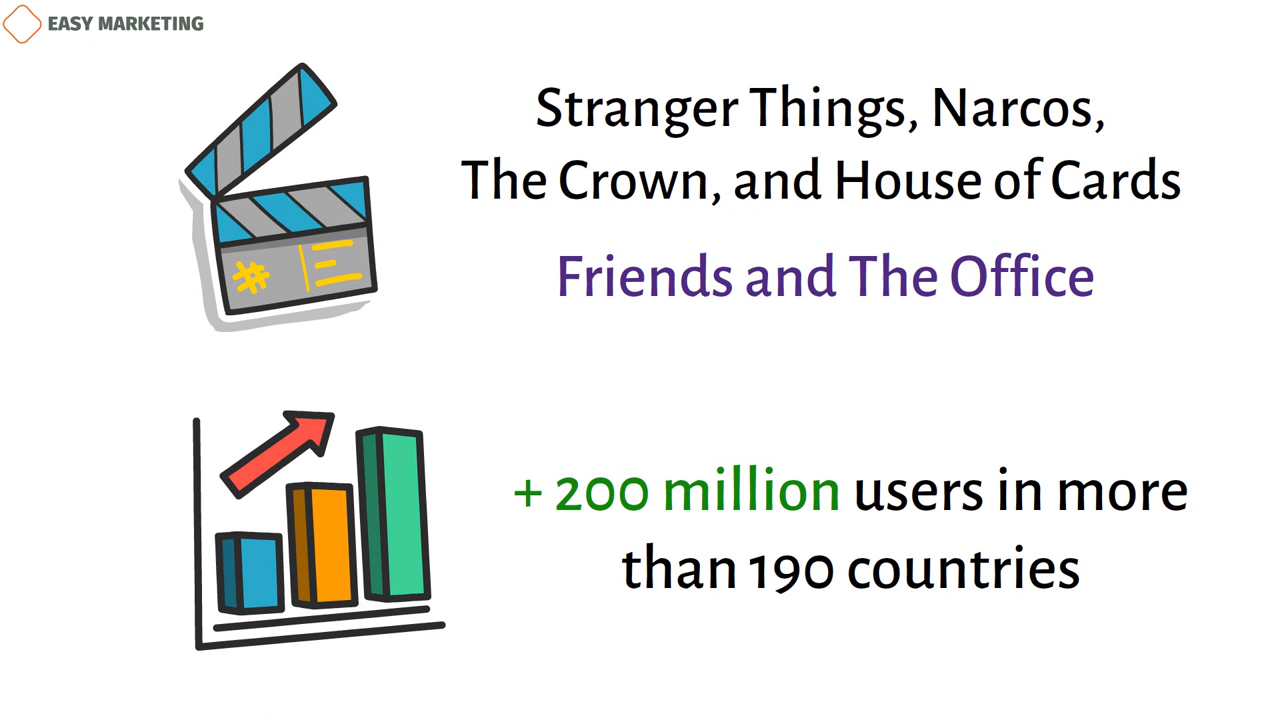 EASY MARKETING
Stranger Things, Narcos,
The Crown, and House of Cards
Friends and The Office
#
+ 200 million users in more
than 190 countries